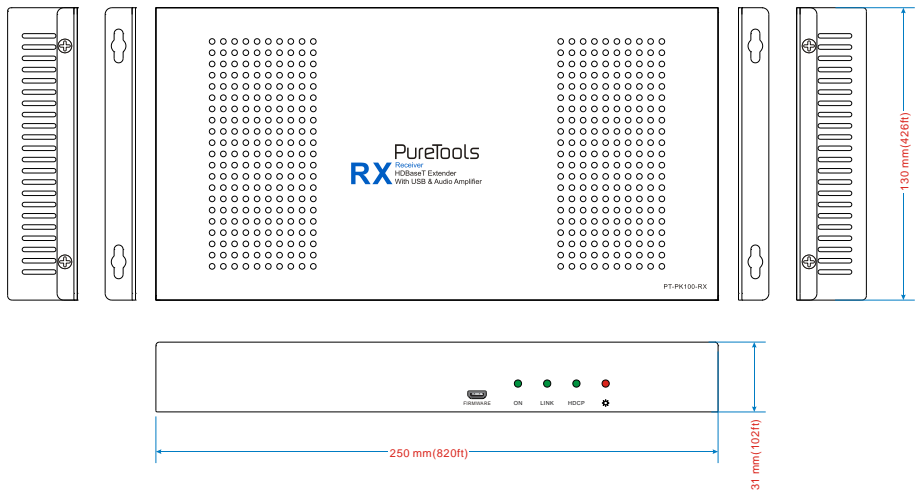 PureTools
RX
Receiver
HDBaseT Extender
With USB & Audio Amplifier
PT-PK100-RX
130 mm(426ft)
FIRMWARE
ON
LINK
HDCP
250 mm(820ft)
31 mm(102ft)